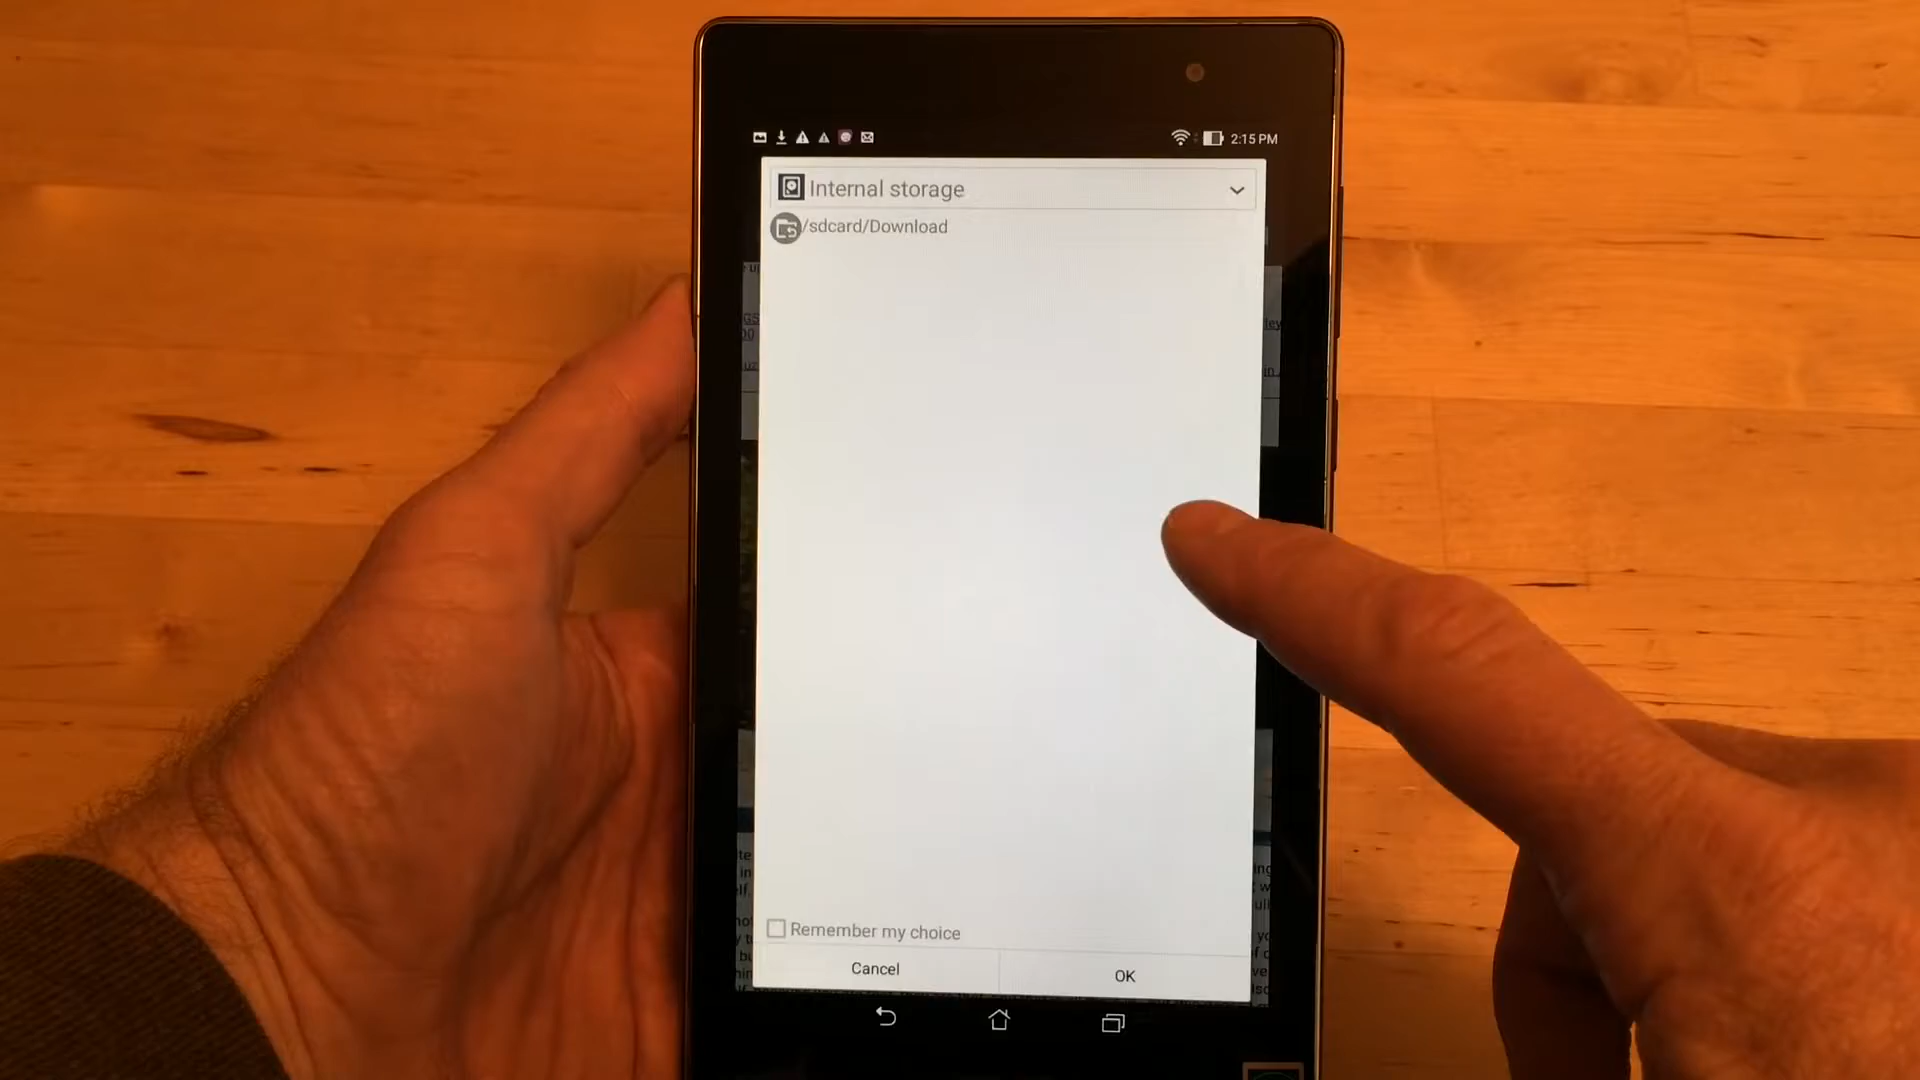 2:15 PM
Internal storage
/sdcard/Download
Remember my choice
Cancel
OK